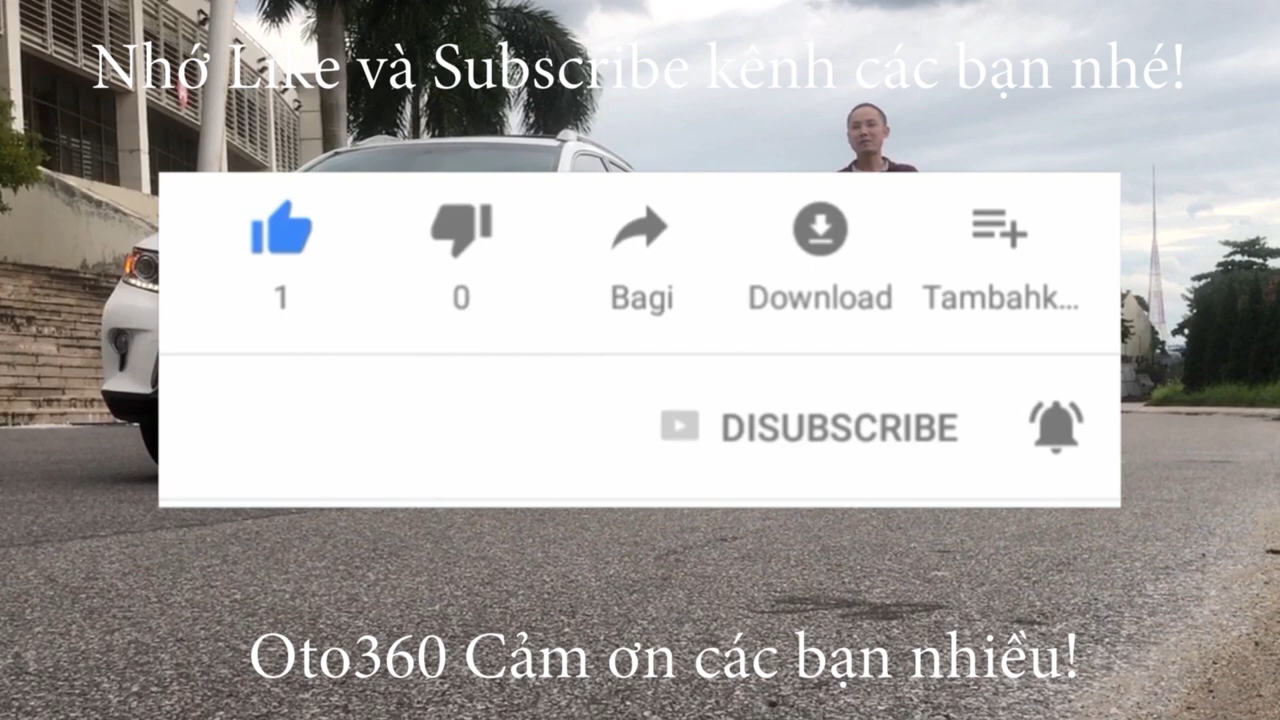 Nhớ Like và Subscribe kênh các bạn nhé!
1 0 Bagi Download Tambahk...
DISUBSCRIBE
Oto360 Cảm ơn các bạn nhiều!